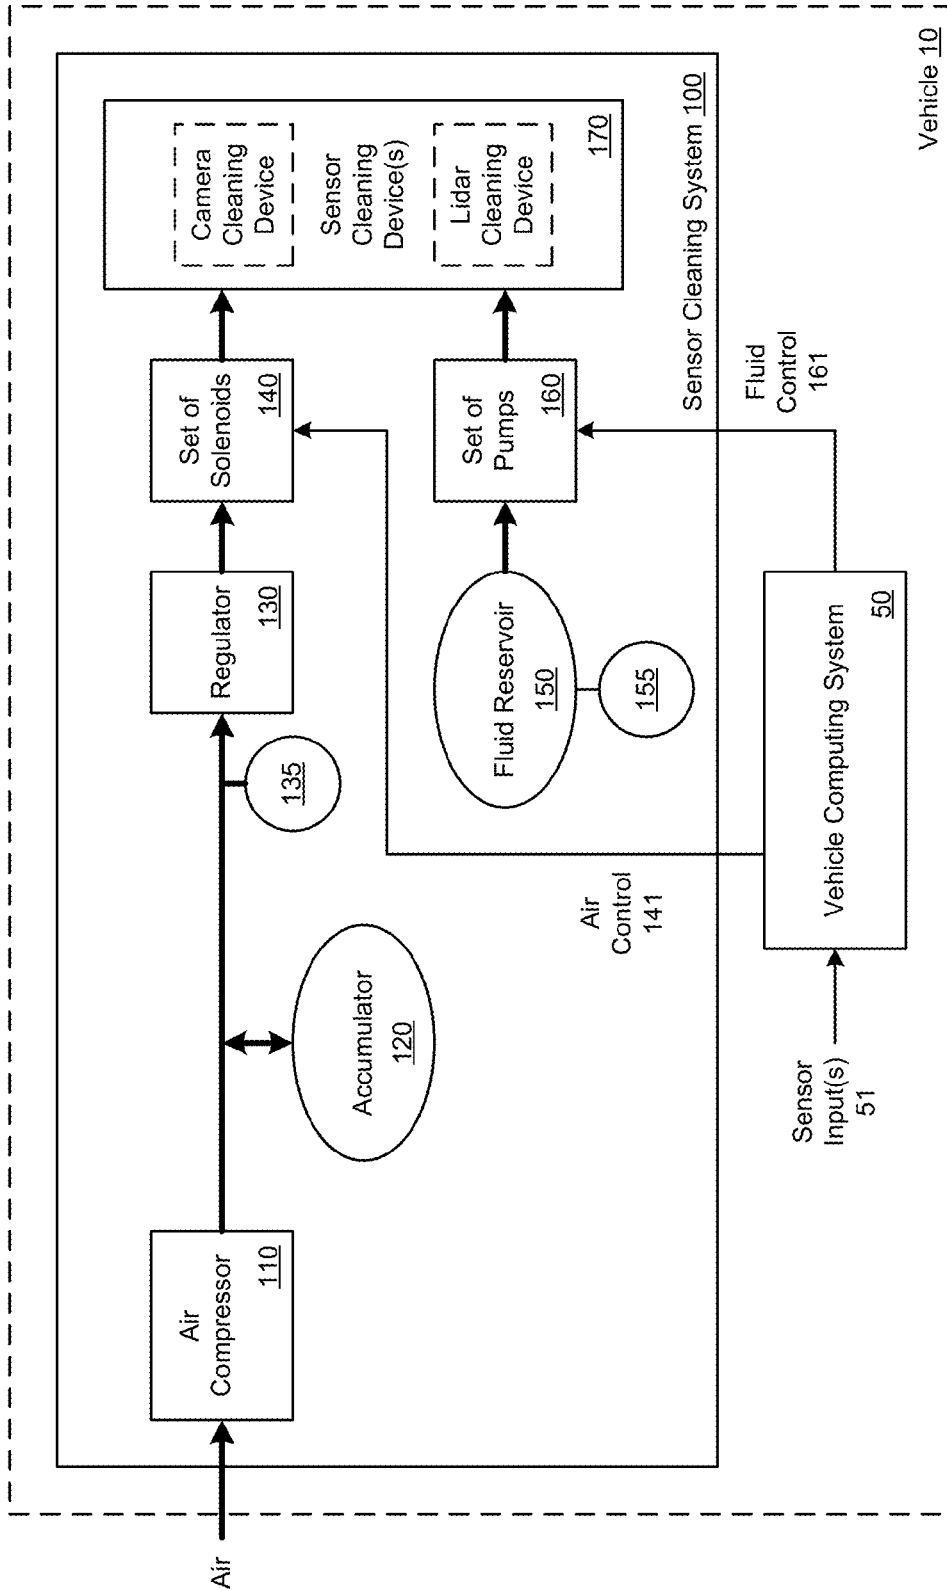 Air
Air
Compressor
110
Accumulator
120
135
Regulator
130
Set of
Solenoids
140
Camera
Cleaning
Device
Sensor
Cleaning
Device(s)
Lidar
Cleaning
Device
170
Fluid Reservoir
150
155
Set of
Pumps
160
Sensor Cleaning System 100
Air
Control
141
Fluid
Control
161
Sensor
Input(s)
51
Vehicle Computing System
50
Vehicle 10